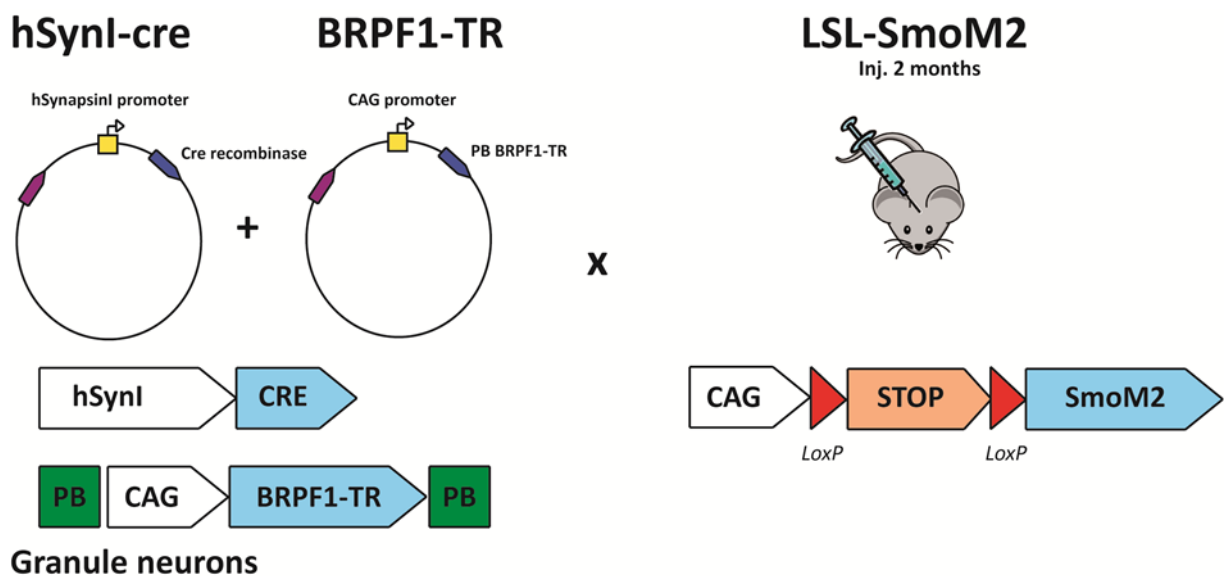 hSynI-cre
BRPF1-TR
LSL-SmoM2
Inj. 2 months
hSynapsinI promoter
CAG promoter
Cre recombinase
PB BRPF1-TR
+
x
hSynI
CRE
CAG
STOP
SmoM2
LoxP
LoxP
PB
CAG
BRPF1-TR
PB
Granule neurons